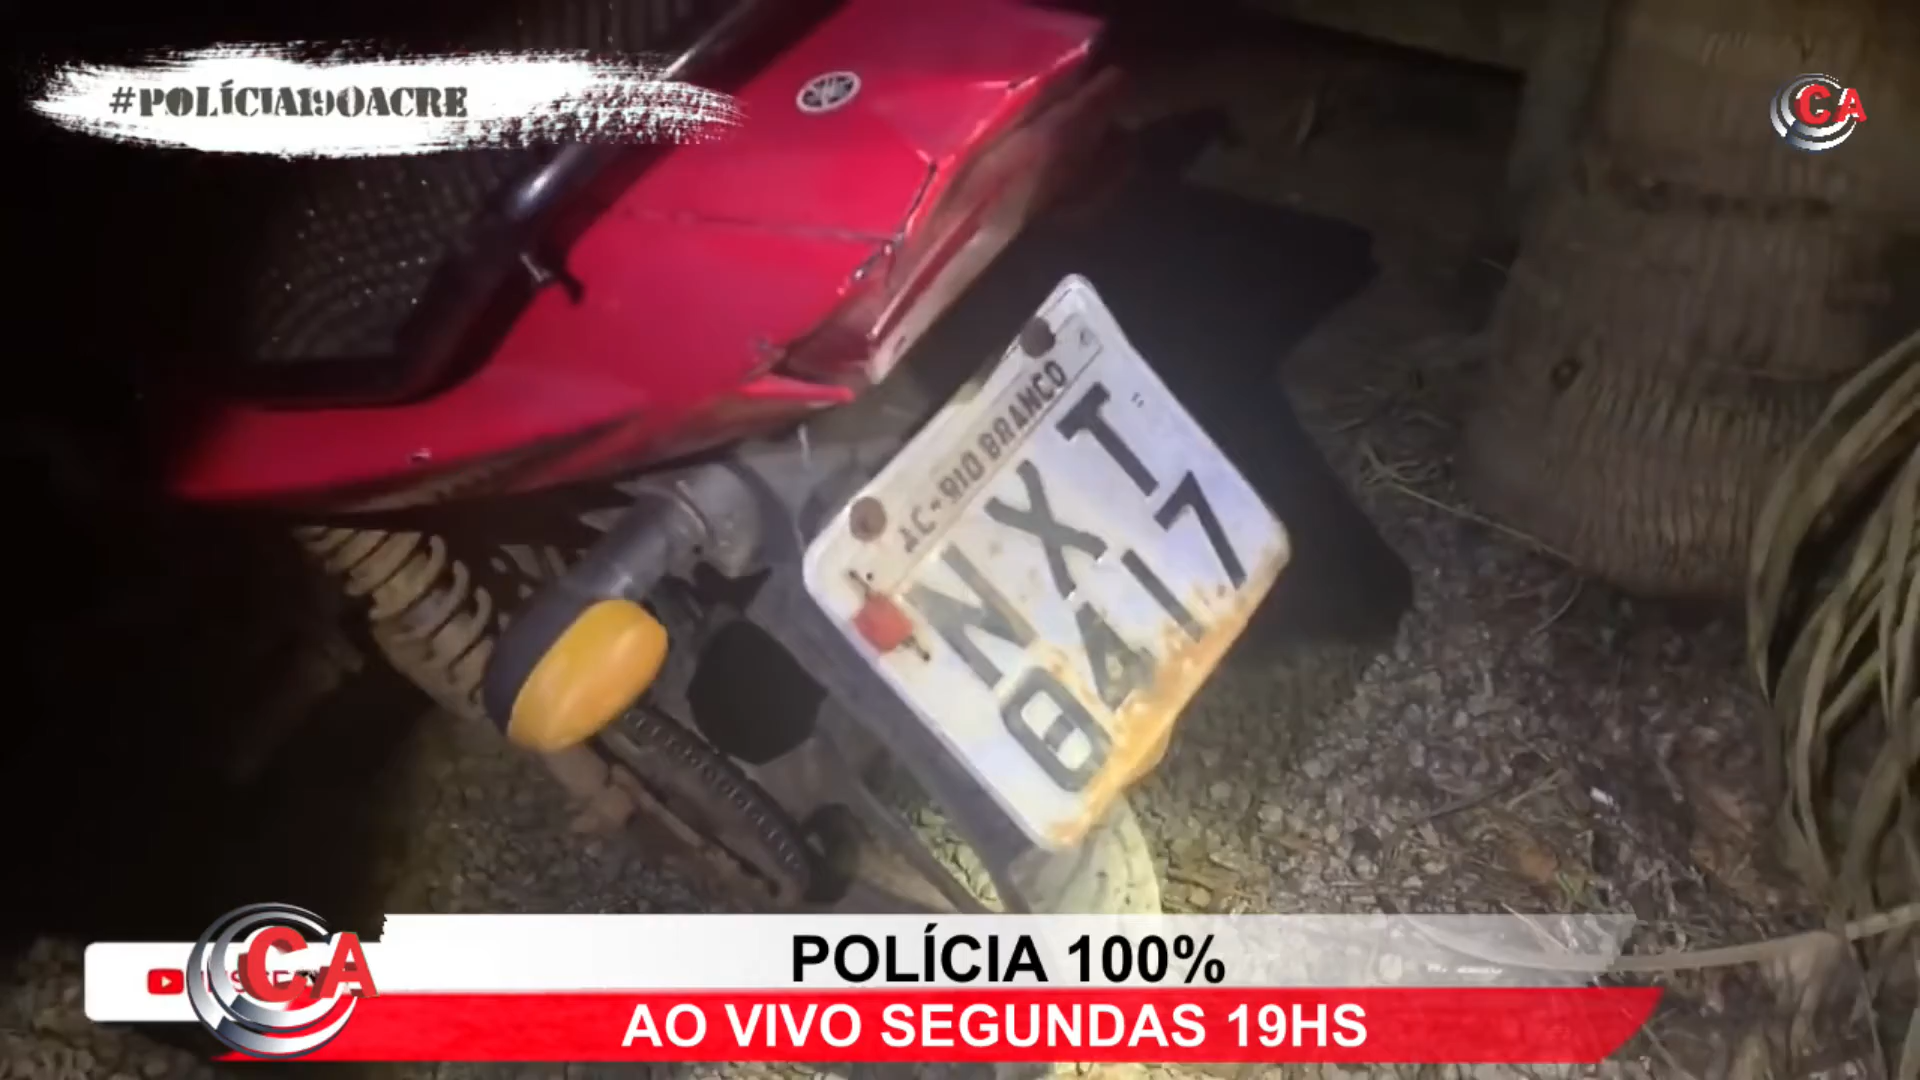 #POLÍCIA190ACRE
CA
AC-RIO BRANCO
NXT
0417
CA
POLÍCIA 100%
AO VIVO SEGUNDAS 19HS